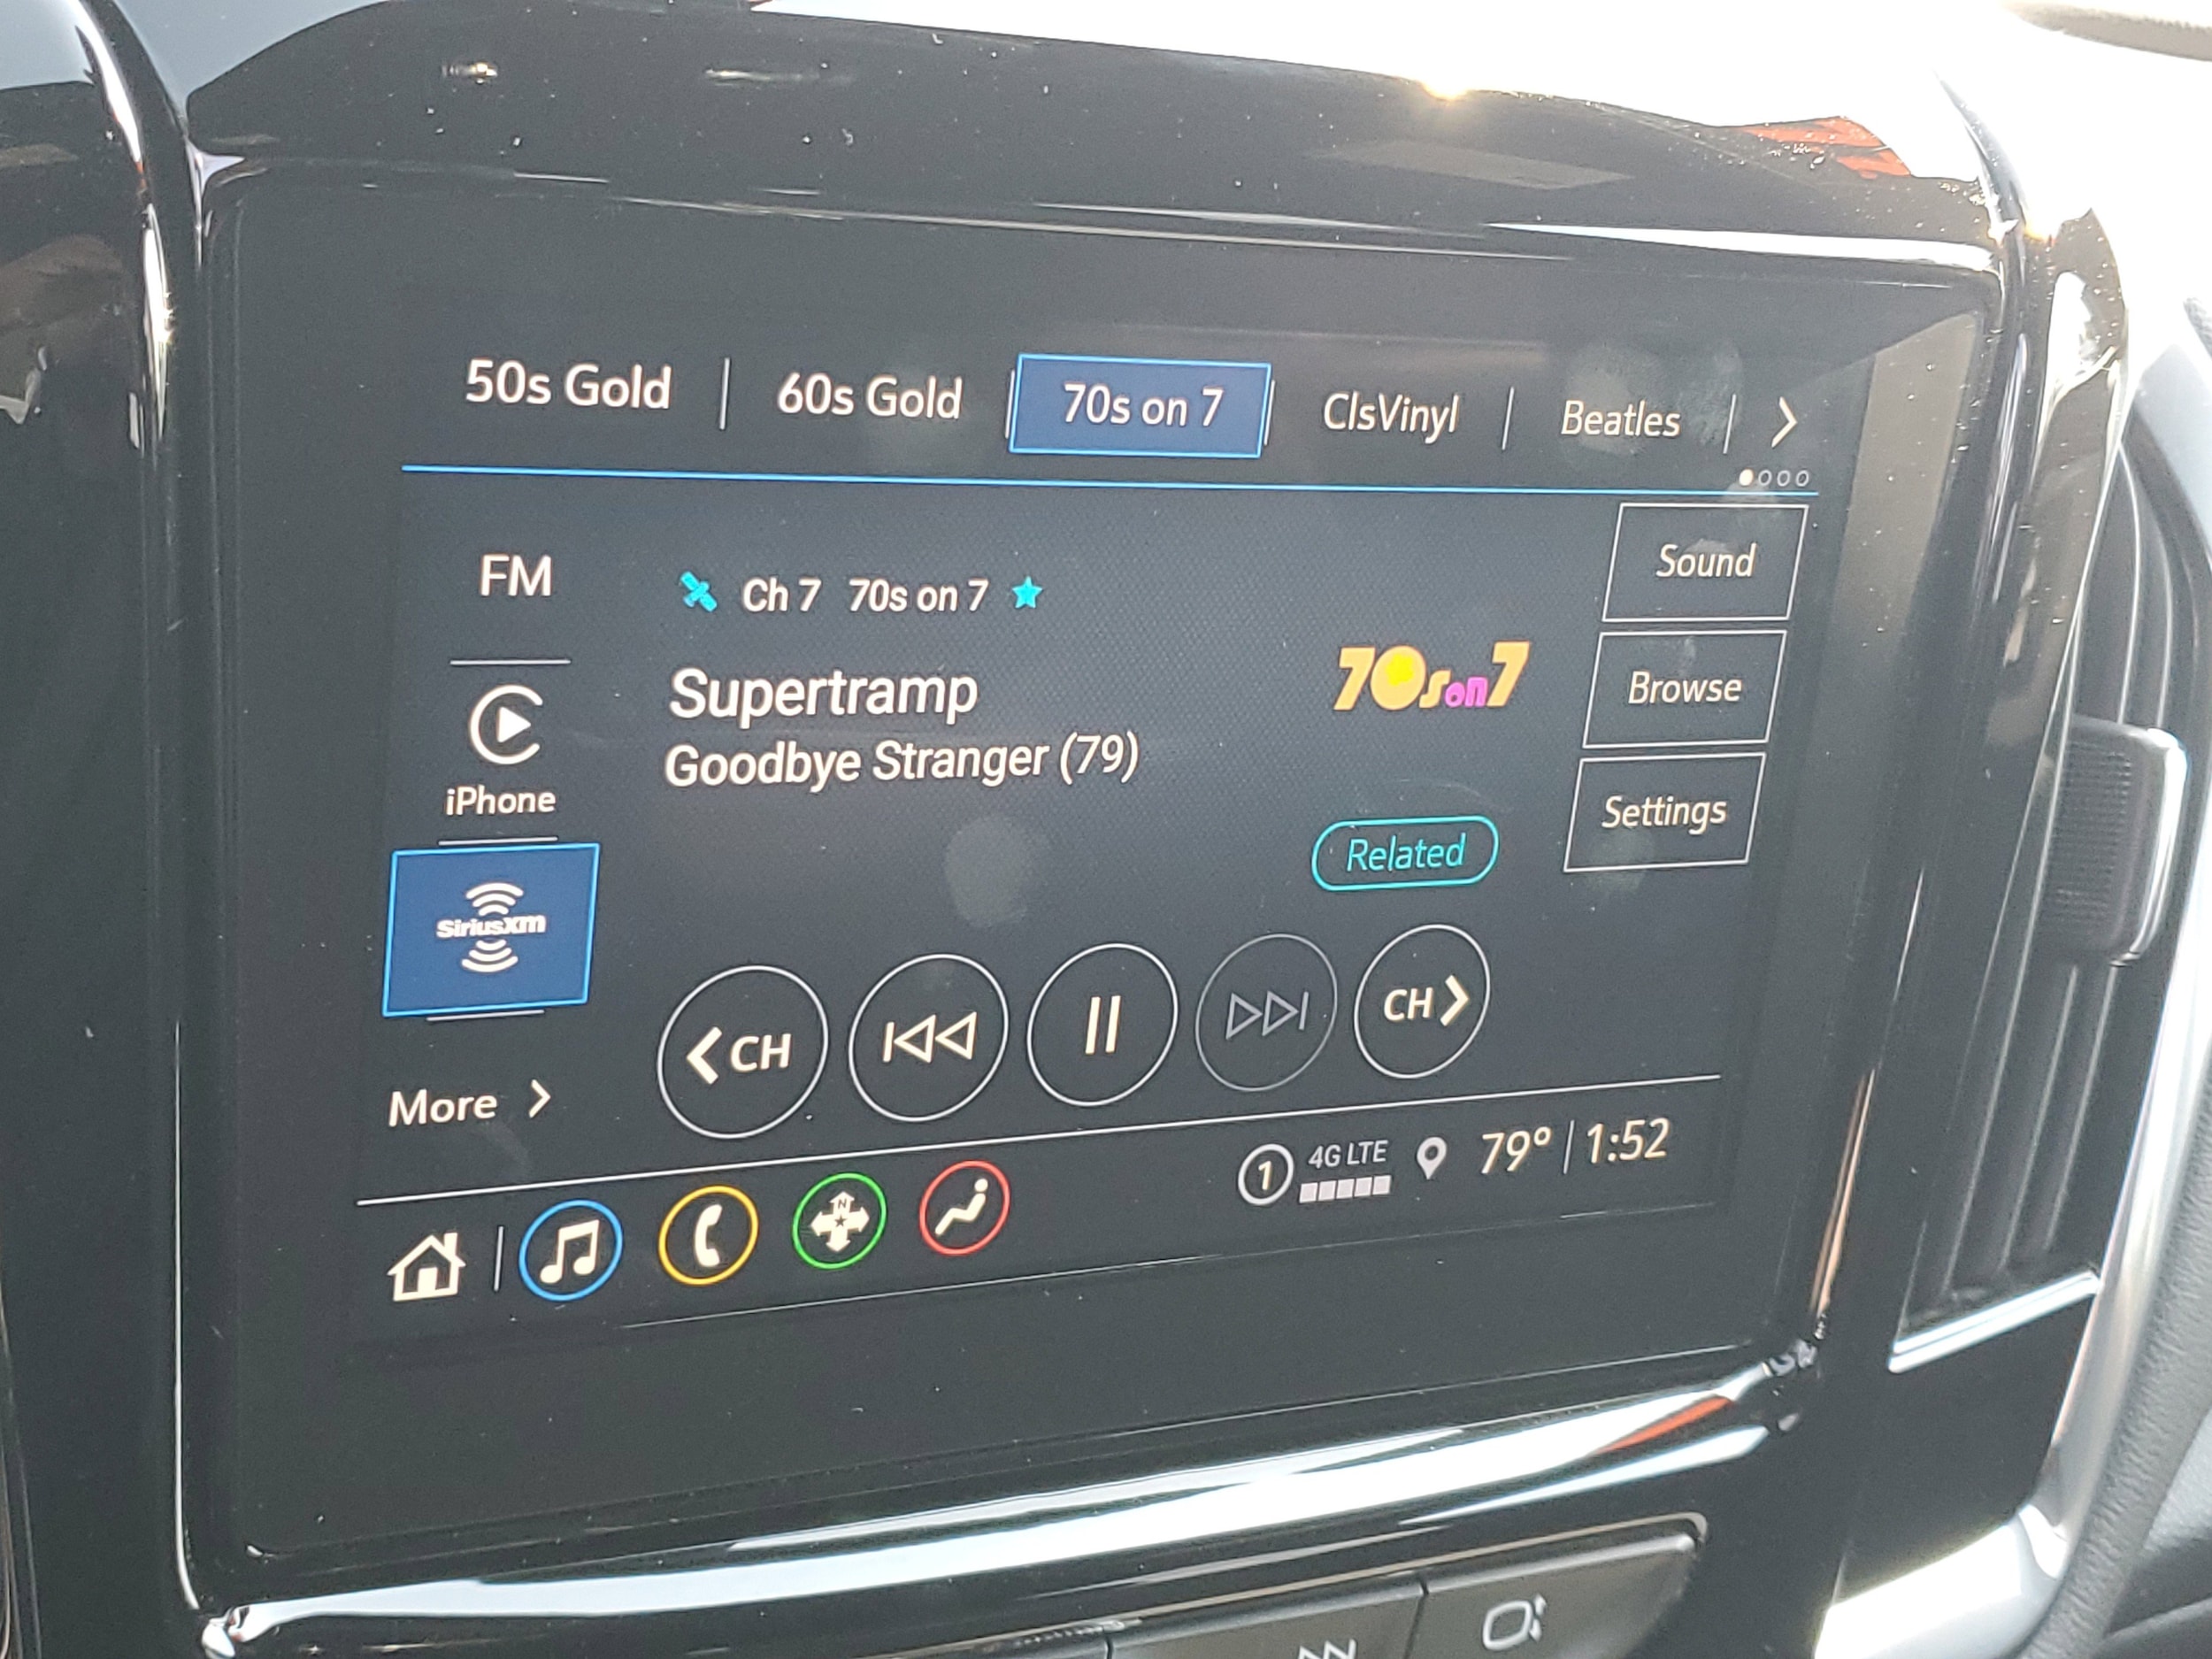 50s Gold | 60s Gold | 70s on 7 | ClsVinyl | Beatles |
FM
Ch 7 70s on 7
Sound
Supertramp
70s on 7
Browse
Goodbye Stranger (79)
iPhone
Settings
Related
SiriusXm
CH
CH
More
1 4G LTE 79° | 1:52
N